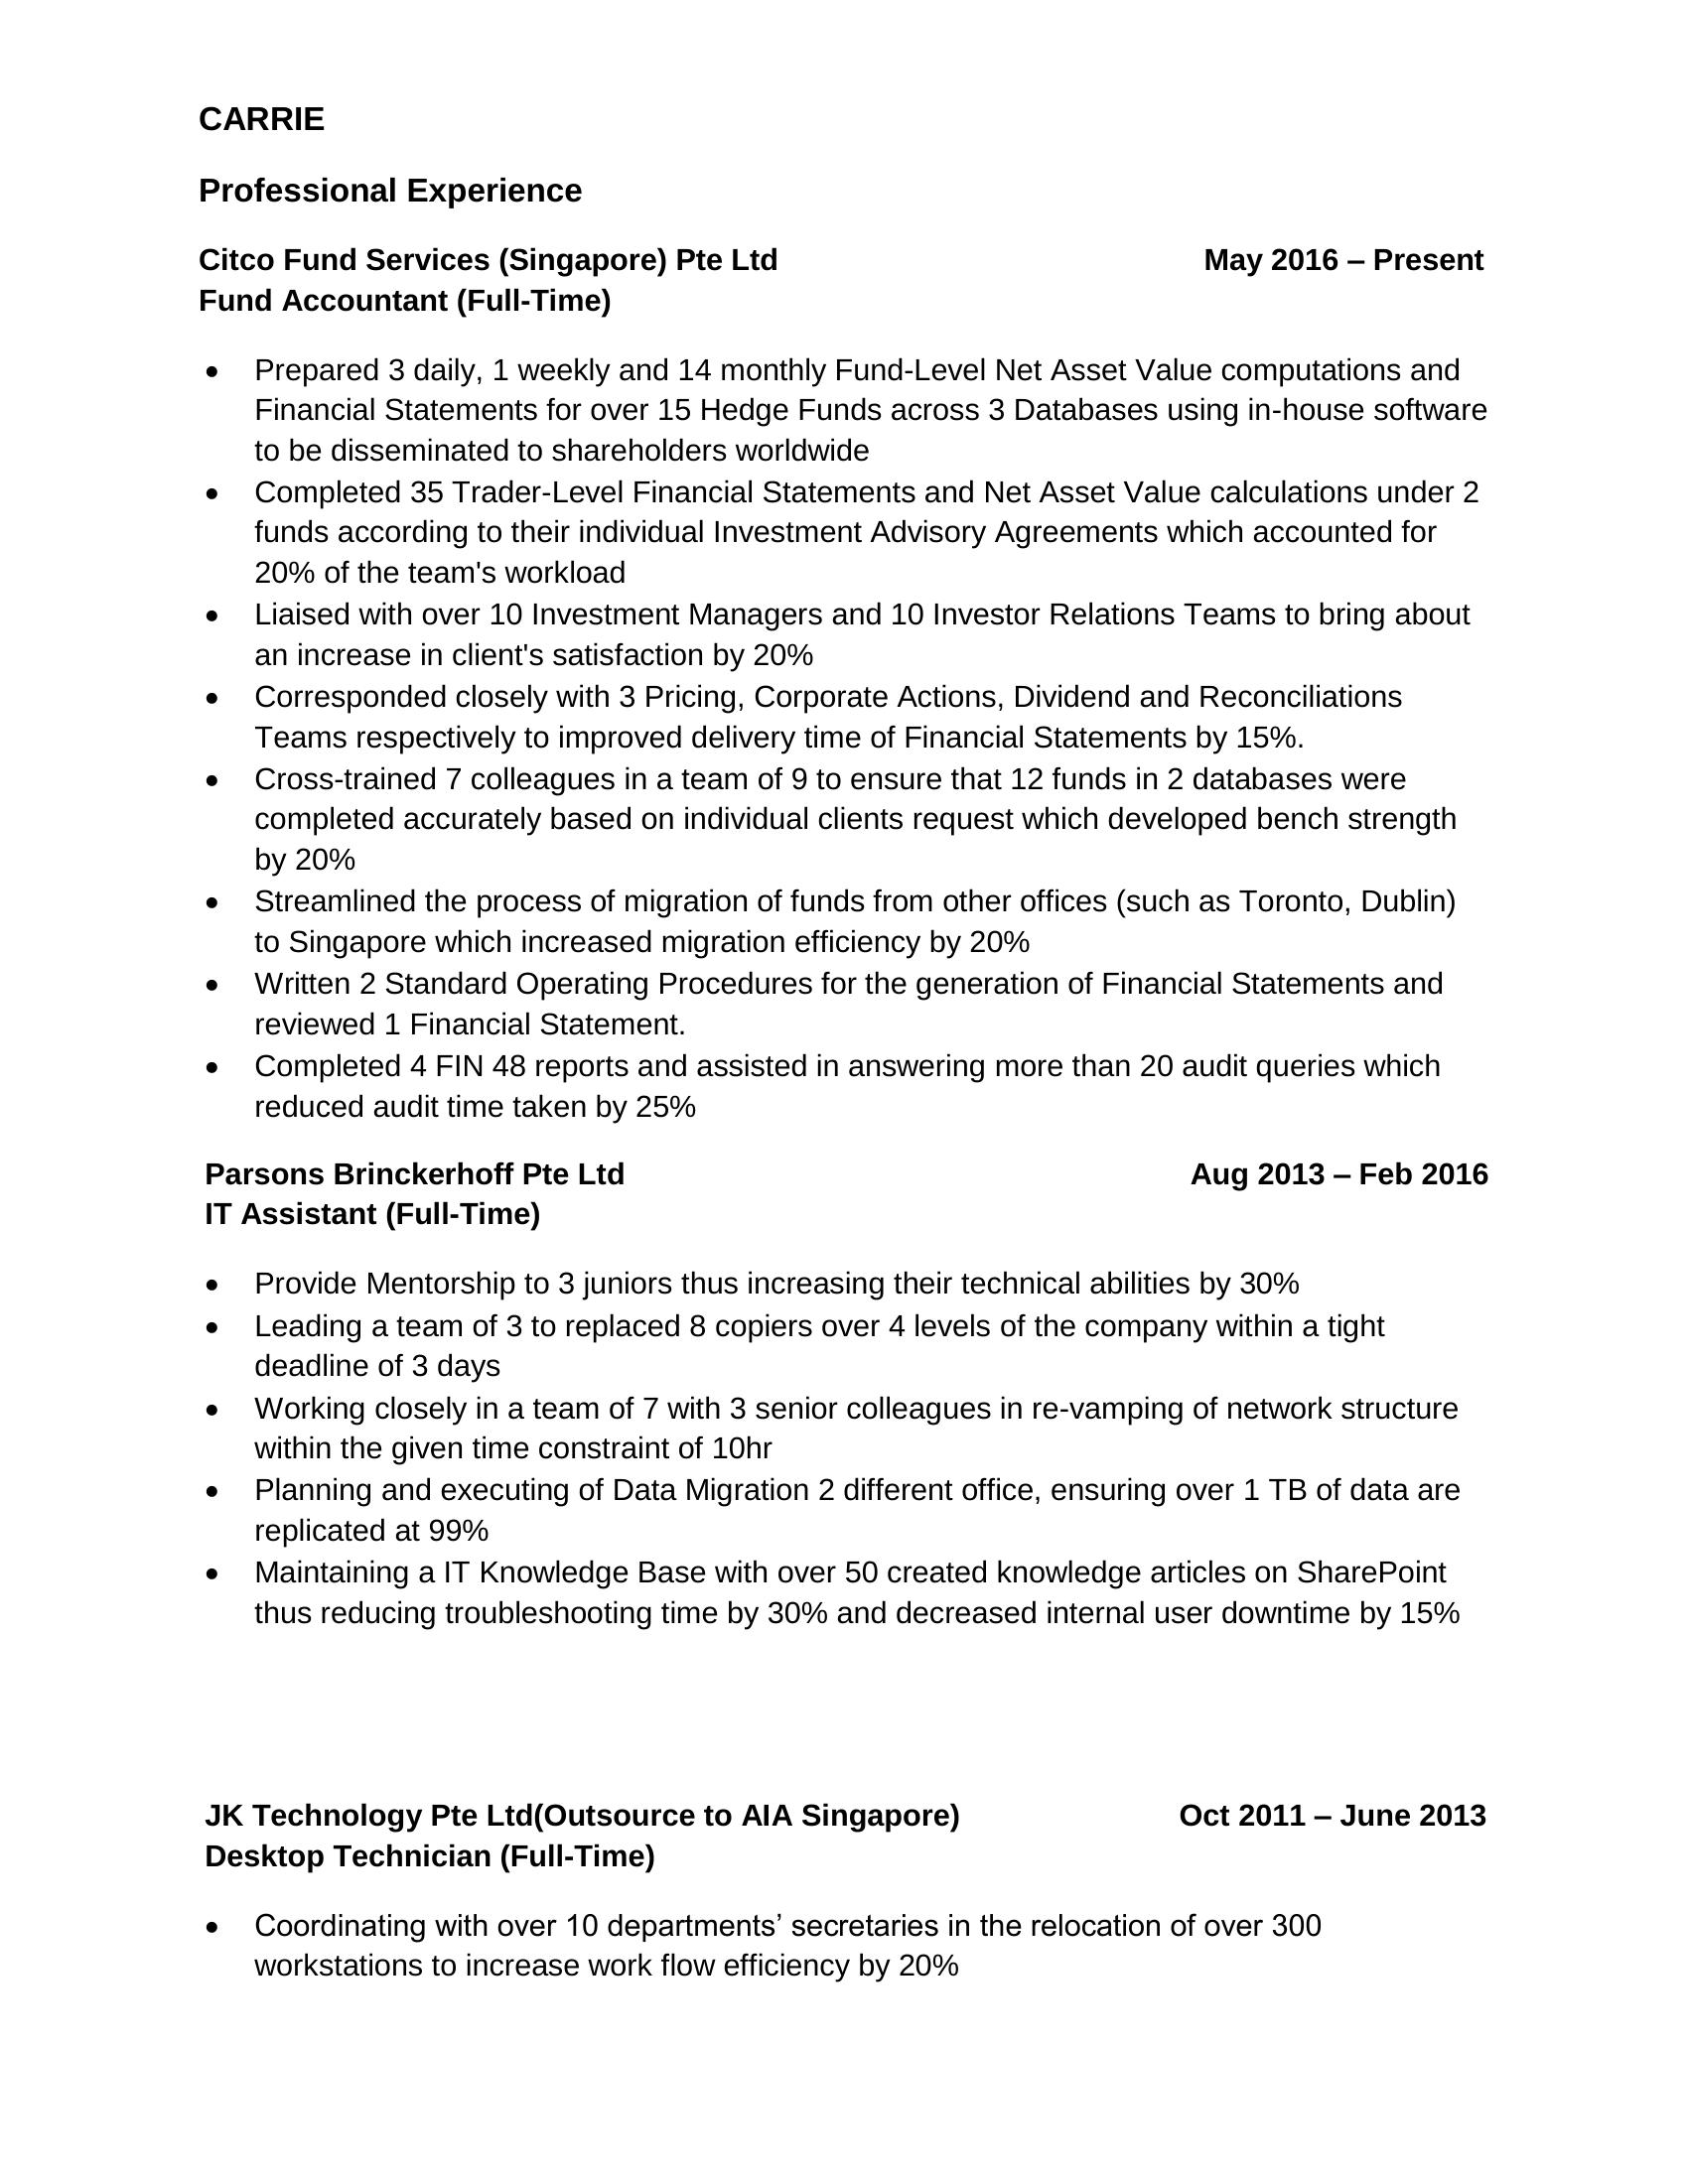 CARRIE
Professional Experience
Citco Fund Services (Singapore) Pte Ltd May 2016 – Present
Fund Accountant (Full-Time)
• Prepared 3 daily, 1 weekly and 14 monthly Fund-Level Net Asset Value computations and
Financial Statements for over 15 Hedge Funds across 3 Databases using in-house software
to be disseminated to shareholders worldwide
• Completed 35 Trader-Level Financial Statements and Net Asset Value calculations under 2
funds according to their individual Investment Advisory Agreements which accounted for
20% of the team's workload
• Liaised with over 10 Investment Managers and 10 Investor Relations Teams to bring about
an increase in client's satisfaction by 20%
• Corresponded closely with 3 Pricing, Corporate Actions, Dividend and Reconciliations
Teams respectively to improved delivery time of Financial Statements by 15%.
• Cross-trained 7 colleagues in a team of 9 to ensure that 12 funds in 2 databases were
completed accurately based on individual clients request which developed bench strength
by 20%
• Streamlined the process of migration of funds from other offices (such as Toronto, Dublin)
to Singapore which increased migration efficiency by 20%
• Written 2 Standard Operating Procedures for the generation of Financial Statements and
reviewed 1 Financial Statement.
• Completed 4 FIN 48 reports and assisted in answering more than 20 audit queries which
reduced audit time taken by 25%
Parsons Brinckerhoff Pte Ltd Aug 2013 – Feb 2016
IT Assistant (Full-Time)
• Provide Mentorship to 3 juniors thus increasing their technical abilities by 30%
• Leading a team of 3 to replaced 8 copiers over 4 levels of the company within a tight
deadline of 3 days
• Working closely in a team of 7 with 3 senior colleagues in re-vamping of network structure
within the given time constraint of 10hr
• Planning and executing of Data Migration 2 different office, ensuring over 1 TB of data are
replicated at 99%
• Maintaining a IT Knowledge Base with over 50 created knowledge articles on SharePoint
thus reducing troubleshooting time by 30% and decreased internal user downtime by 15%
JK Technology Pte Ltd(Outsource to AIA Singapore) Oct 2011 – June 2013
Desktop Technician (Full-Time)
• Coordinating with over 10 departments’ secretaries in the relocation of over 300
workstations to increase work flow efficiency by 20%